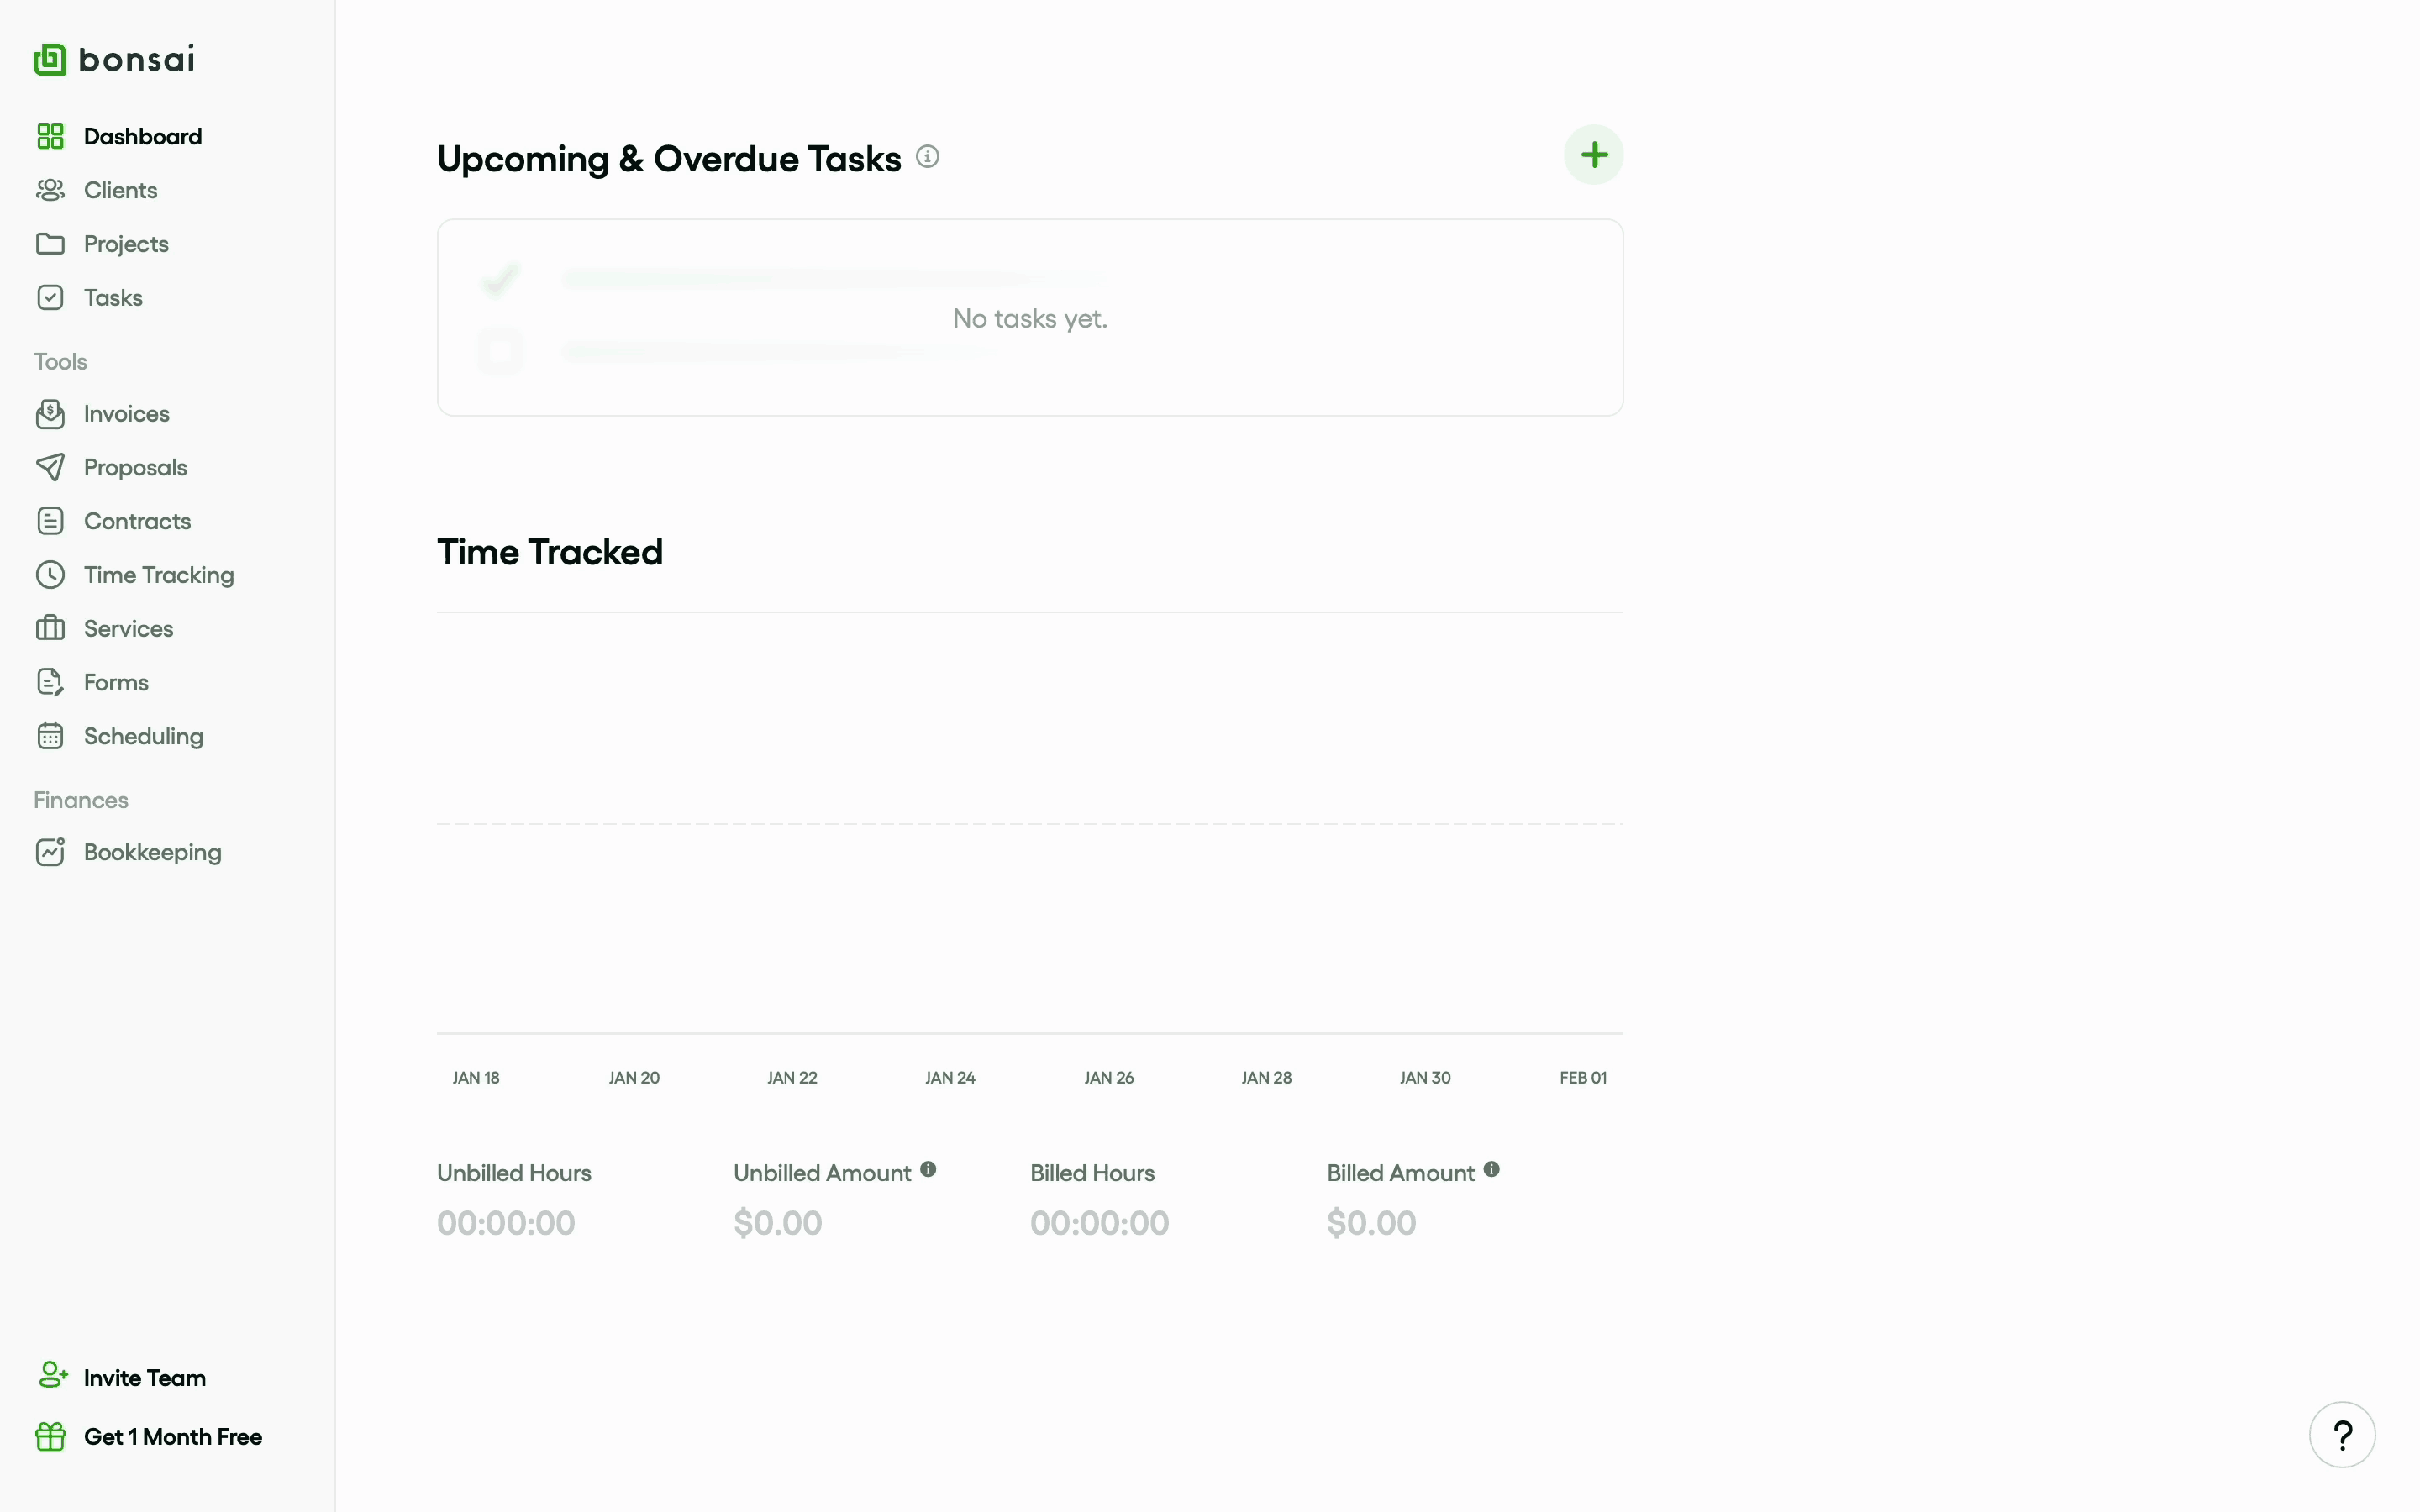 bonsai
Dashboard
Clients
Projects
Tasks
Tools
Invoices
Proposals
Contracts
Time Tracking
Services
Forms
Scheduling
Finances
Bookkeeping
Invite Team
Get 1 Month Free
Upcoming & Overdue Tasks
No tasks yet.
Time Tracked
JAN 18 JAN 20 JAN 22 JAN 24 JAN 26 JAN 28 JAN 30 FEB 01
Unbilled Hours Unbilled Amount Billed Hours Billed Amount
00:00:00 $0.00 00:00:00 $0.00
?